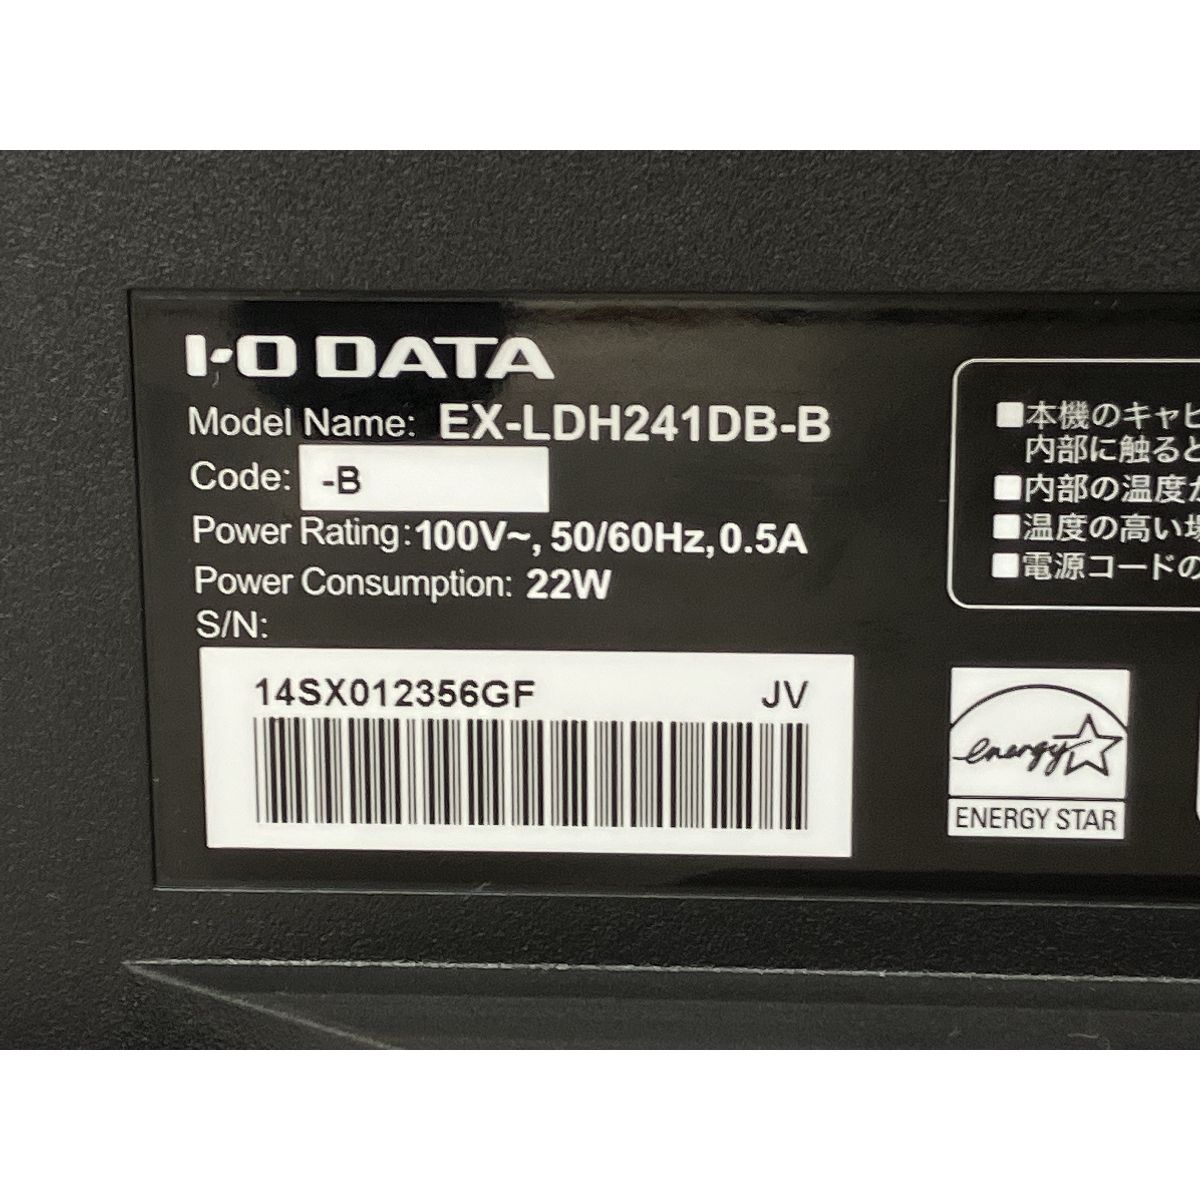 I-O DATA
Model Name: EX-LDH241DB-B
Code: -B
Power Rating: 100V~, 50/60Hz, 0.5A
Power Consumption: 22W
S/N:
14SX012356GF JV
■本機のキャビ
内部に触ると
■内部の温度が
■温度の高い場
■電源コードの
energy
ENERGY STAR